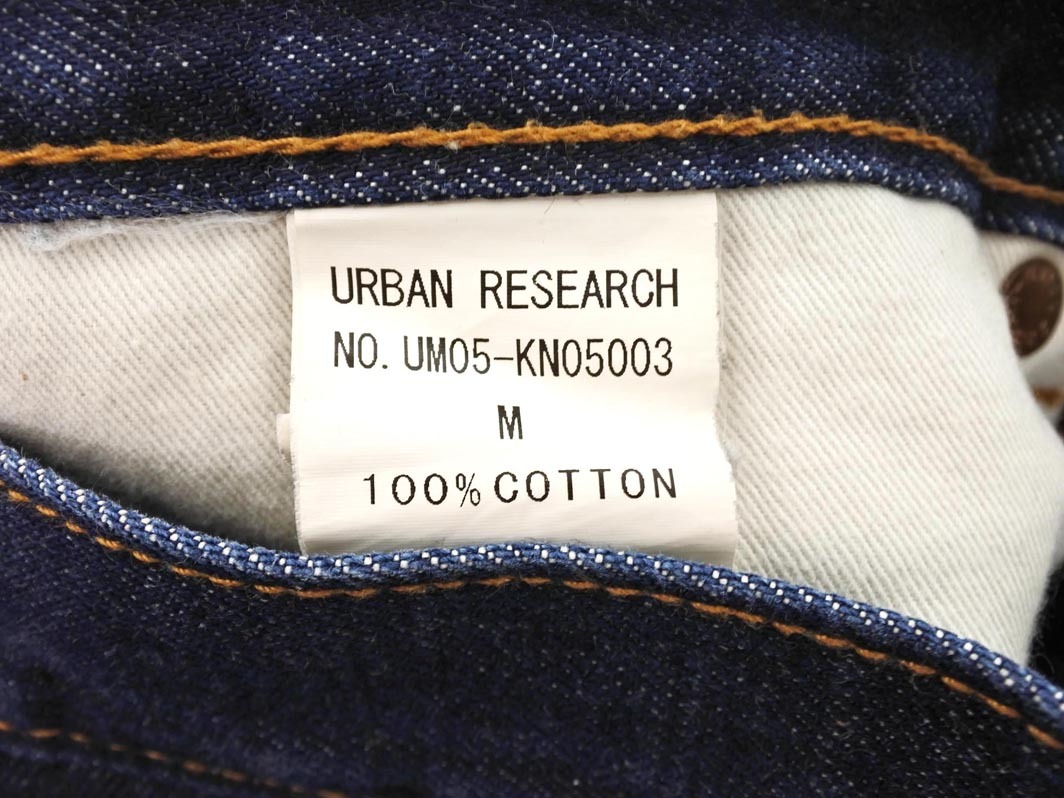 URBAN RESEARCH
NO. UM05-KN05003
M
100% COTTON